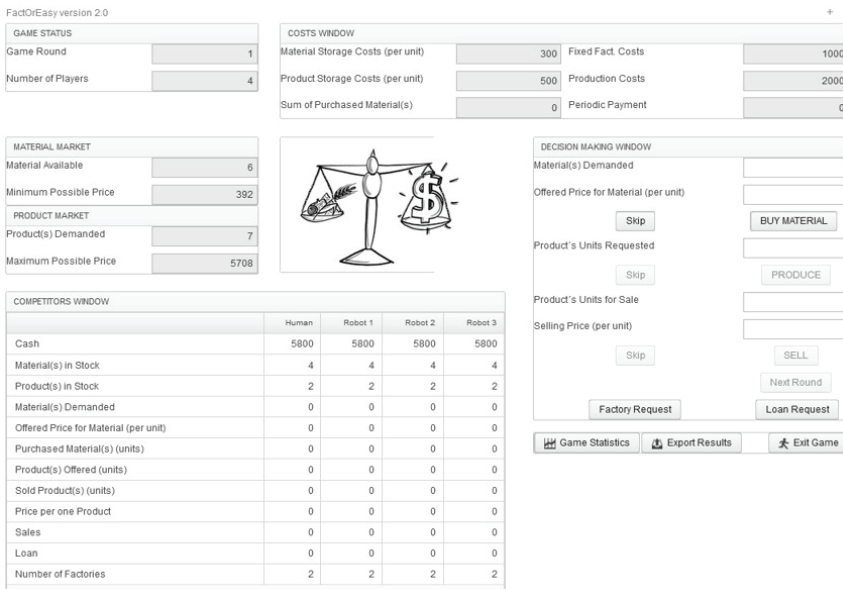 FactOrEasy version 2.0
+
GAME STATUS
Game Round 1
Number of Players 4
COSTS WINDOW
Material Storage Costs (per unit) 300 Fixed Fact. Costs 1000
Product Storage Costs (per unit) 500 Production Costs 2000
Sum of Purchased Material(s) 0 Periodic Payment 0
MATERIAL MARKET
Material Available 6
Minimum Possible Price 392
PRODUCT MARKET
Product(s) Demanded 7
Maximum Possible Price 5708
$
DECISION MAKING WINDOW
Material(s) Demanded
Offered Price for Material (per unit)
Skip BUY MATERIAL
Product´s Units Requested
Skip PRODUCE
Product´s Units for Sale
Selling Price (per unit)
Skip SELL
Next Round
Factory Request Loan Request
Game Statistics Export Results Exit Game
COMPETITORS WINDOW
Human Robot 1 Robot 2 Robot 3
Cash 5800 5800 5800 5800
Material(s) in Stock 4 4 4 4
Product(s) in Stock 2 2 2 2
Material(s) Demanded 0 0 0 0
Offered Price for Material (per unit) 0 0 0 0
Purchased Material(s) (units) 0 0 0 0
Product(s) Offered (units) 0 0 0 0
Sold Product(s) (units) 0 0 0 0
Price per one Product 0 0 0 0
Sales 0 0 0 0
Loan 0 0 0 0
Number of Factories 2 2 2 2